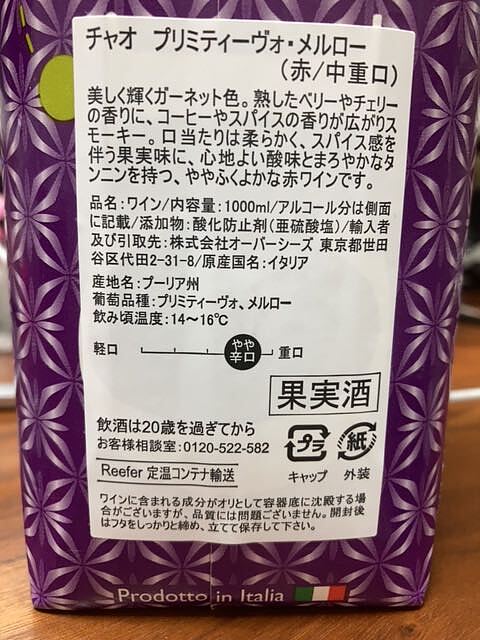 チャオ プリミティーヴォ・メルロー
(赤/中重口)
美しく輝くガーネット色。熟したベリーやチェリー
の香りに、コーヒーやスパイスの香りが広がりス
モーキー。口当たりは柔らかく、スパイス感を
伴う果実味に、心地よい酸味とまろやかなタ
ンニンを持つ、ややふくよかな赤ワインです。
品名:ワイン/内容量:1000ml/アルコール分は側面
に記載/添加物:酸化防止剤(亜硫酸塩)/輸入者
及び引取先:株式会社オーバーシーズ 東京都世田
谷区代田2-31-8/原産国名:イタリア
産地名:プーリア州
葡萄品種:プリミティーヴォ、メルロー
飲み頃温度:14〜16℃
軽口 やや辛口 重口
果実酒
飲酒は20歳を過ぎてから
お客様相談室:0120-522-582
Reefer 定温コンテナ輸送
プラ 紙
キャップ 外装
ワインに含まれる成分がオリとして容器底に沈殿する場
合がございますが、品質には問題ございません。開封後
はフタをしっかりと締め、立てて保存して下さい。
Prodotto in Italia